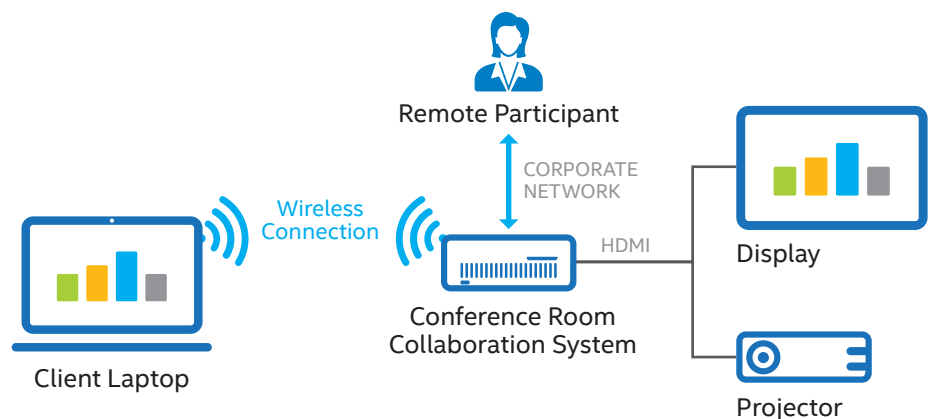 Remote Participant
CORPORATE
NETWORK
Wireless
Connection
HDMI
Display
Conference Room
Collaboration System
Client Laptop
Projector